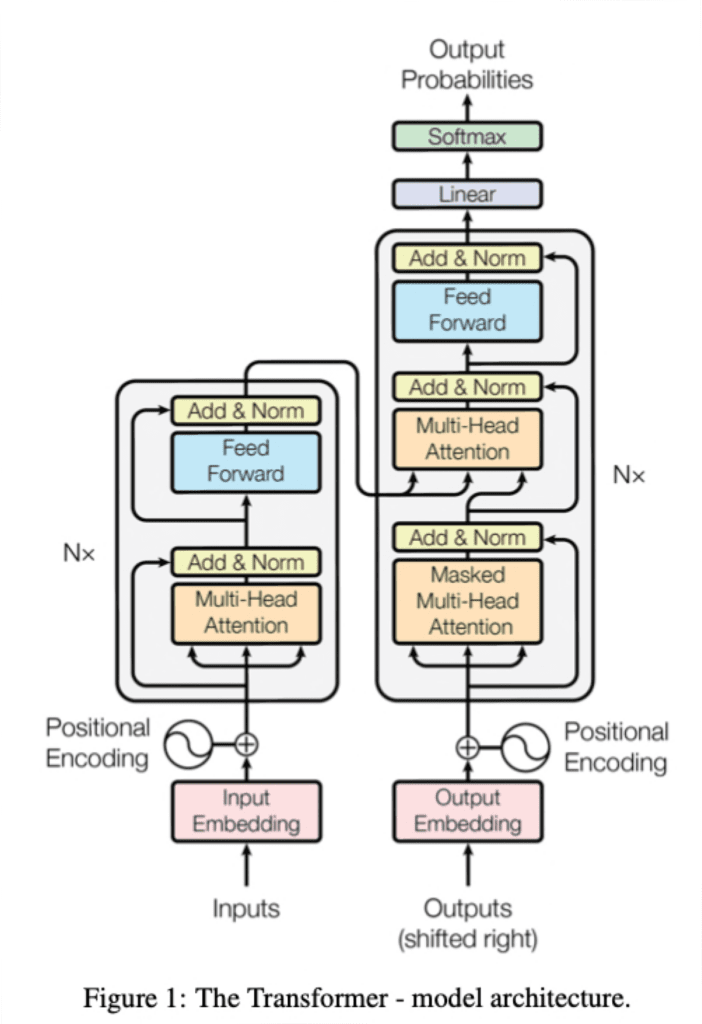 Output
Probabilities
Softmax
Linear
Add & Norm
Feed
Forward
Add & Norm
Multi-Head
Attention
Add & Norm
Masked
Multi-Head
Attention
Nx
Add & Norm
Feed
Forward
Add & Norm
Multi-Head
Attention
N×
Positional
Encoding
Positional
Encoding
Input
Embedding
Output
Embedding
Inputs
Outputs
(shifted right)
Figure 1: The Transformer - model architecture.